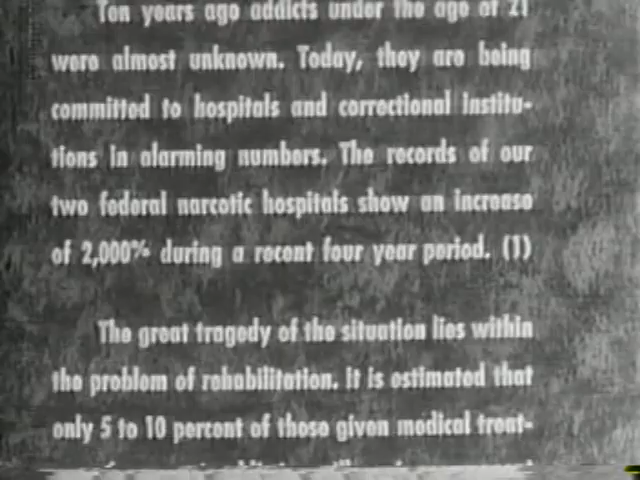 Ten years ago addicts under the age of 21
were almost unknown. Today, they are being
committed to hospitals and correctional institu-
tions in alarming numbers. The records of our
two federal narcotic hospitals show an increase
of 2,000% during a recent four year period. (1)
The great tragedy of the situation lies within
the problem of rehabilitation. It is estimated that
only 5 to 10 percent of those given medical treat-